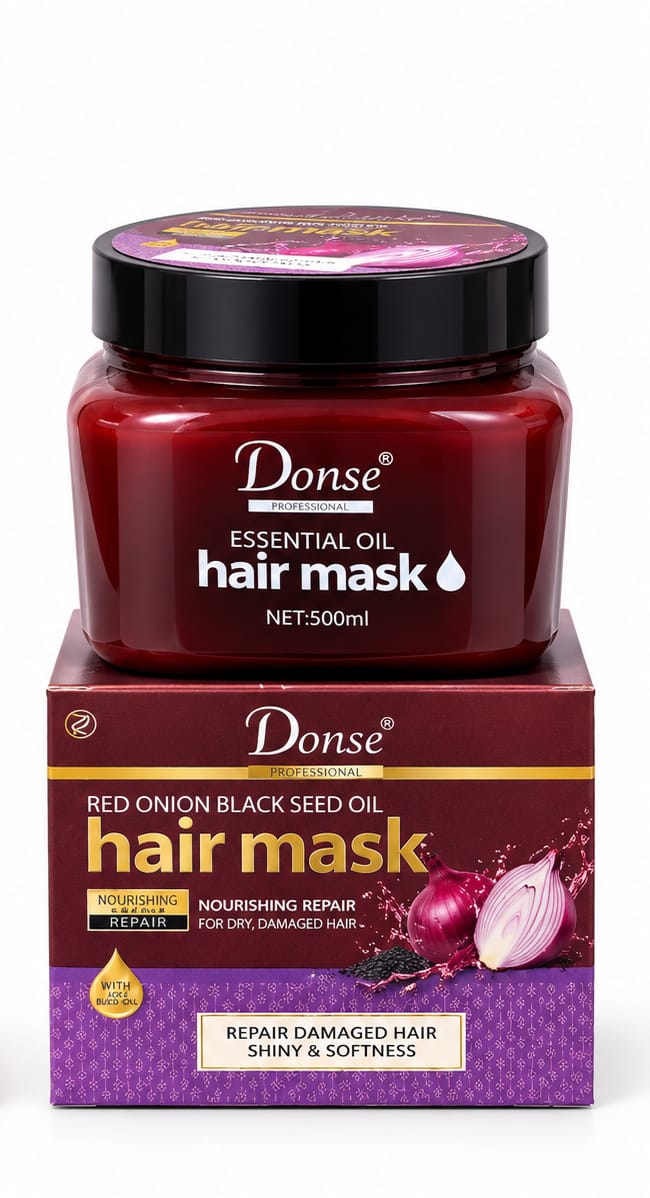 Donse®
PROFESSIONAL
ESSENTIAL OIL
hair mask
NET:500ml
Donse®
PROFESSIONAL
RED ONION BLACK SEED OIL
hair mask
NOURISHING
REPAIR
NOURISHING REPAIR
FOR DRY, DAMAGED HAIR
WITH
REPAIR DAMAGED HAIR
SHINY & SOFTNESS